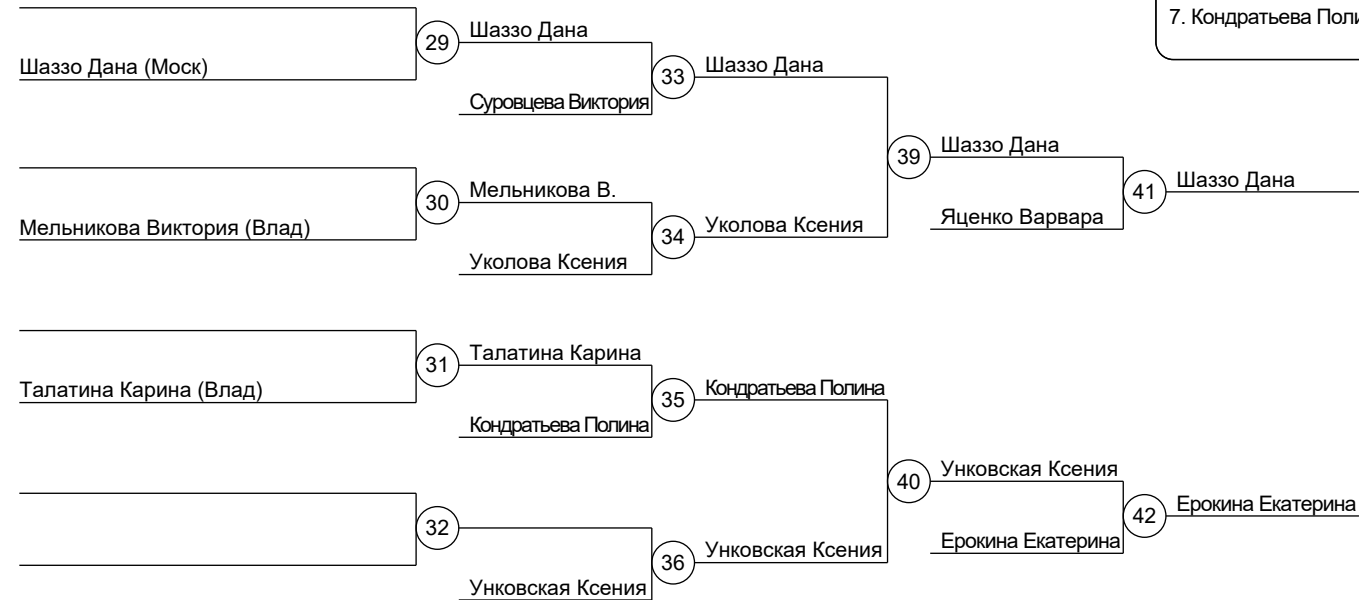 7. Кондратьева Поли
29
Шаззо Дана
Шаззо Дана (Моск)
33
Шаззо Дана
Суровцева Виктория
39
Шаззо Дана
30
Мельникова В.
Мельникова Виктория (Влад)
34
Уколова Ксения
Уколова Ксения
Яценко Варвара
41
Шаззо Дана
31
Талатина Карина
Талатина Карина (Влад)
35
Кондратьева Полина
Кондратьева Полина
40
Унковская Ксения
32
36
Унковская Ксения
Унковская Ксения
Ерокина Екатерина
42
Ерокина Екатерина